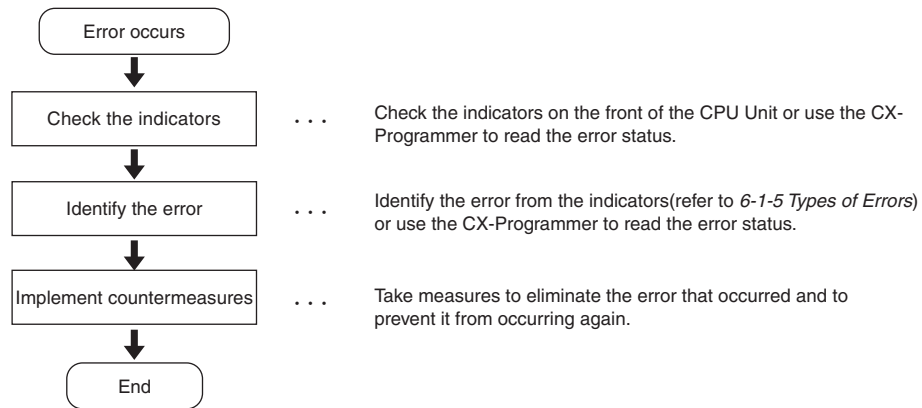 Error occurs
Check the indicators
. . .
Check the indicators on the front of the CPU Unit or use the CX-
Programmer to read the error status.
Identify the error
. . .
Identify the error from the indicators(refer to 6-1-5 Types of Errors)
or use the CX-Programmer to read the error status.
Implement countermeasures
. . .
Take measures to eliminate the error that occurred and to
prevent it from occurring again.
End